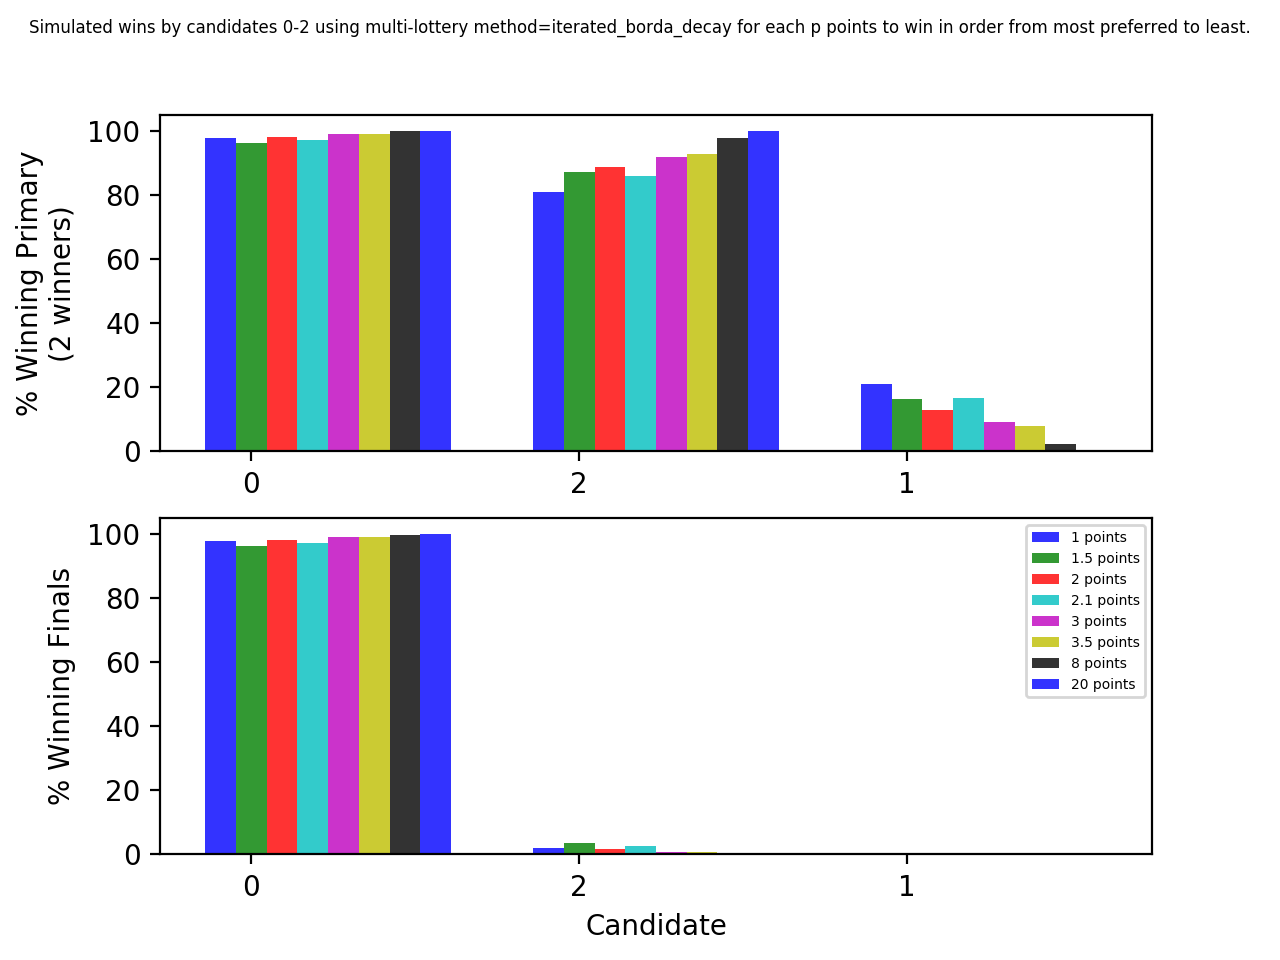 Simulated wins by candidates 0-2 using multi-lottery method=iterated_borda_decay for each p points to win in order from most preferred to least.
% Winning Primary
(2 winners)
100
80
60
40
20
0
0 2 1
% Winning Finals
100
80
60
40
20
0
0 2 1
Candidate
1 points
1.5 points
2 points
2.1 points
3 points
3.5 points
8 points
20 points